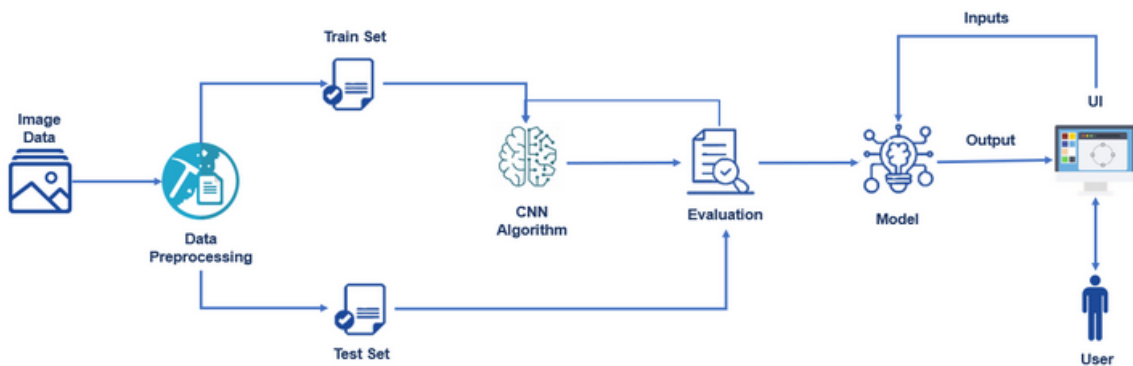 Inputs
Train Set
UI
Image
Data
Output
CNN
Algorithm
Evaluation
Model
Data
Preprocessing
Test Set
User